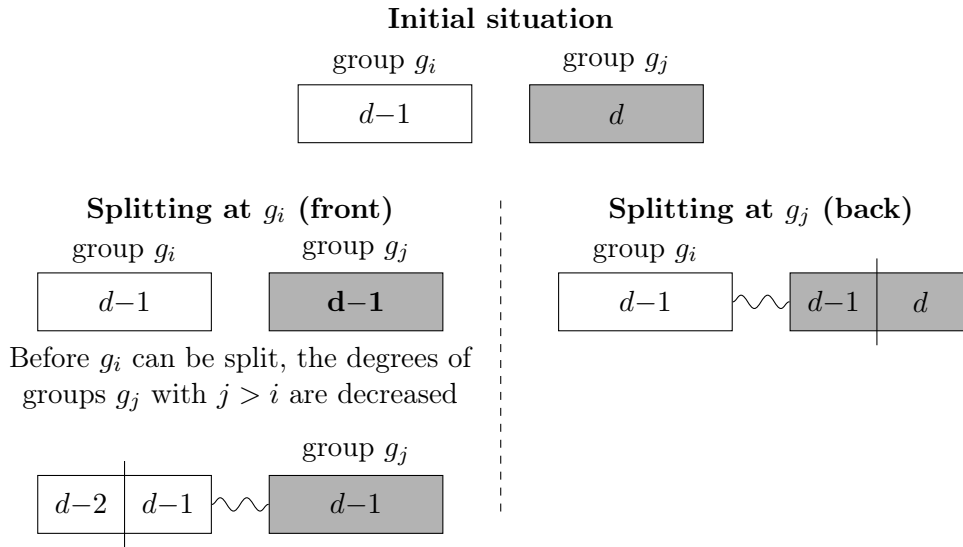 Initial situation
group g_i group g_j
d−1 d
Splitting at g_i (front)
group g_i group g_j
d−1 d−1
Before g_i can be split, the degrees of
groups g_j with j > i are decreased
group g_j
d−2 d−1 d−1
Splitting at g_j (back)
group g_i
d−1 d−1 d